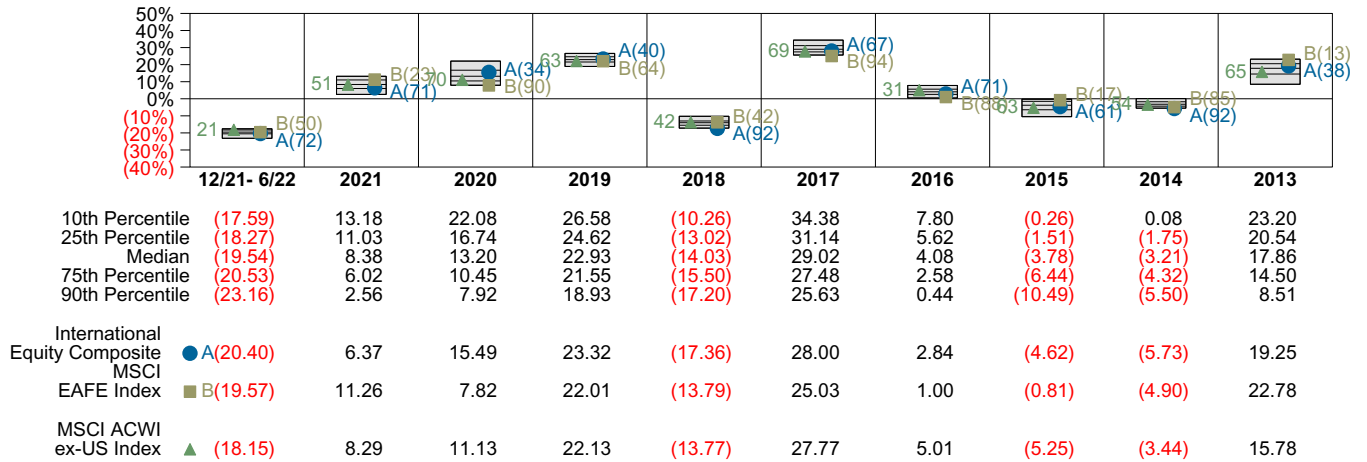 50%
40%
30%
20%
10%
0%
(10%)
(20%)
(30%)
(40%)
21 B(50) A(72)
51 B(23) A(71)
70 A(34) B(90)
63 A(40) B(64)
42 B(42) A(92)
69 A(67) B(94)
31 A(71) B(88)
63 B(17) A(61)
B(85) A(92)
65 B(13) A(38)
12/21- 6/22 2021 2020 2019 2018 2017 2016 2015 2014 2013
10th Percentile (17.59) 13.18 22.08 26.58 (10.26) 34.38 7.80 (0.26) 0.08 23.20
25th Percentile (18.27) 11.03 16.74 24.62 (13.02) 31.14 5.62 (1.51) (1.75) 20.54
Median (19.54) 8.38 13.20 22.93 (14.03) 29.02 4.08 (3.78) (3.21) 17.86
75th Percentile (20.53) 6.02 10.45 21.55 (15.50) 27.48 2.58 (6.44) (4.32) 14.50
90th Percentile (23.16) 2.56 7.92 18.93 (17.20) 25.63 0.44 (10.49) (5.50) 8.51
International
Equity Composite A (20.40) 6.37 15.49 23.32 (17.36) 28.00 2.84 (4.62) (5.73) 19.25
MSCI
EAFE Index B (19.57) 11.26 7.82 22.01 (13.79) 25.03 1.00 (0.81) (4.90) 22.78
MSCI ACWI
ex-US Index (18.15) 8.29 11.13 22.13 (13.77) 27.77 5.01 (5.25) (3.44) 15.78